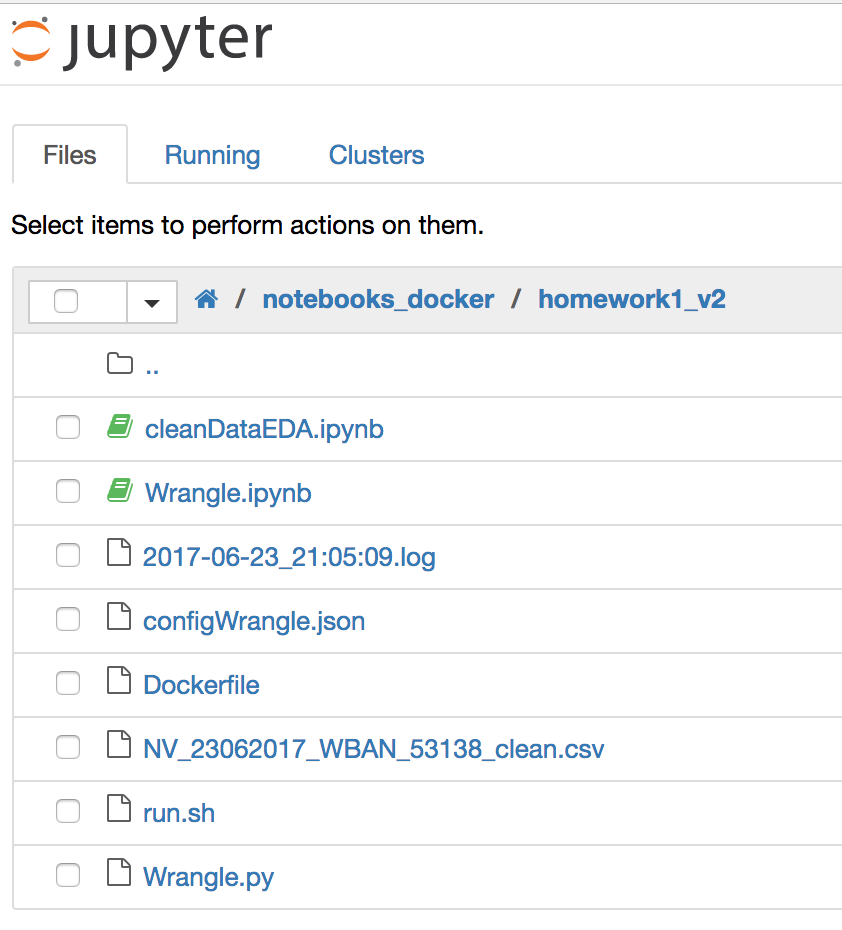 jupyter
Files Running Clusters
Select items to perform actions on them.
/ notebooks_docker / homework1_v2
..
cleanDataEDA.ipynb
Wrangle.ipynb
2017-06-23_21:05:09.log
configWrangle.json
Dockerfile
NV_23062017_WBAN_53138_clean.csv
run.sh
Wrangle.py